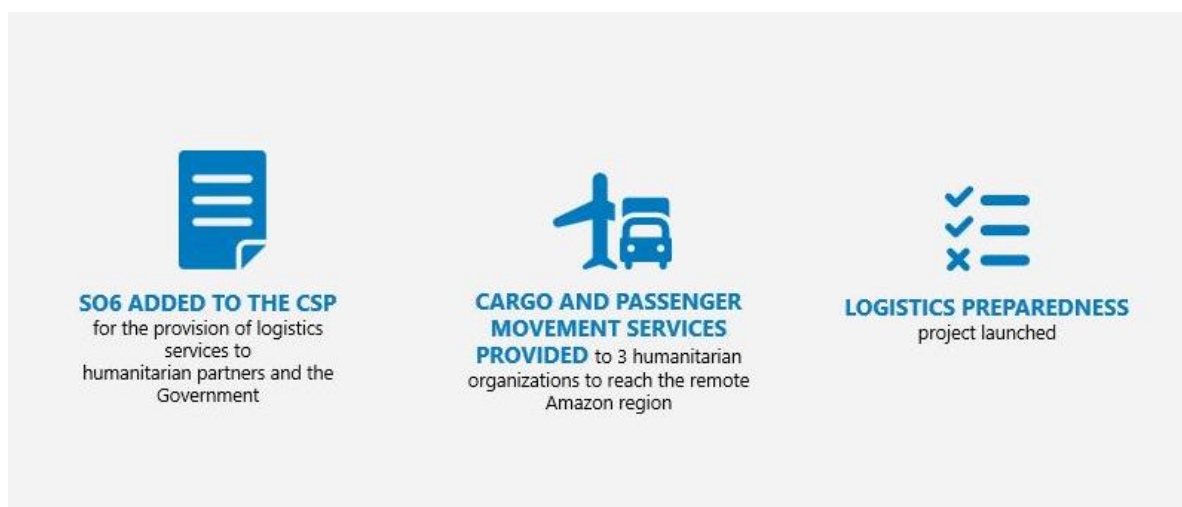 SO6 ADDED TO THE CSP
for the provision of logistics
services to
humanitarian partners and the
Government
CARGO AND PASSENGER
MOVEMENT SERVICES
PROVIDED to 3 humanitarian
organizations to reach the remote
Amazon region
LOGISTICS PREPAREDNESS
project launched